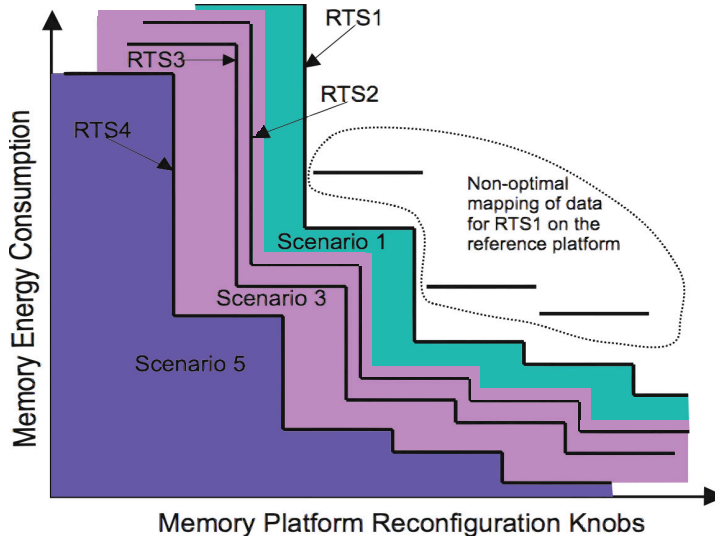 RTS1
RTS3
RTS2
RTS4
Non-optimal
mapping of data
for RTS1 on the
reference platform
Scenario 1
Scenario 3
Scenario 5
Memory Energy Consumption
Memory Platform Reconfiguration Knobs